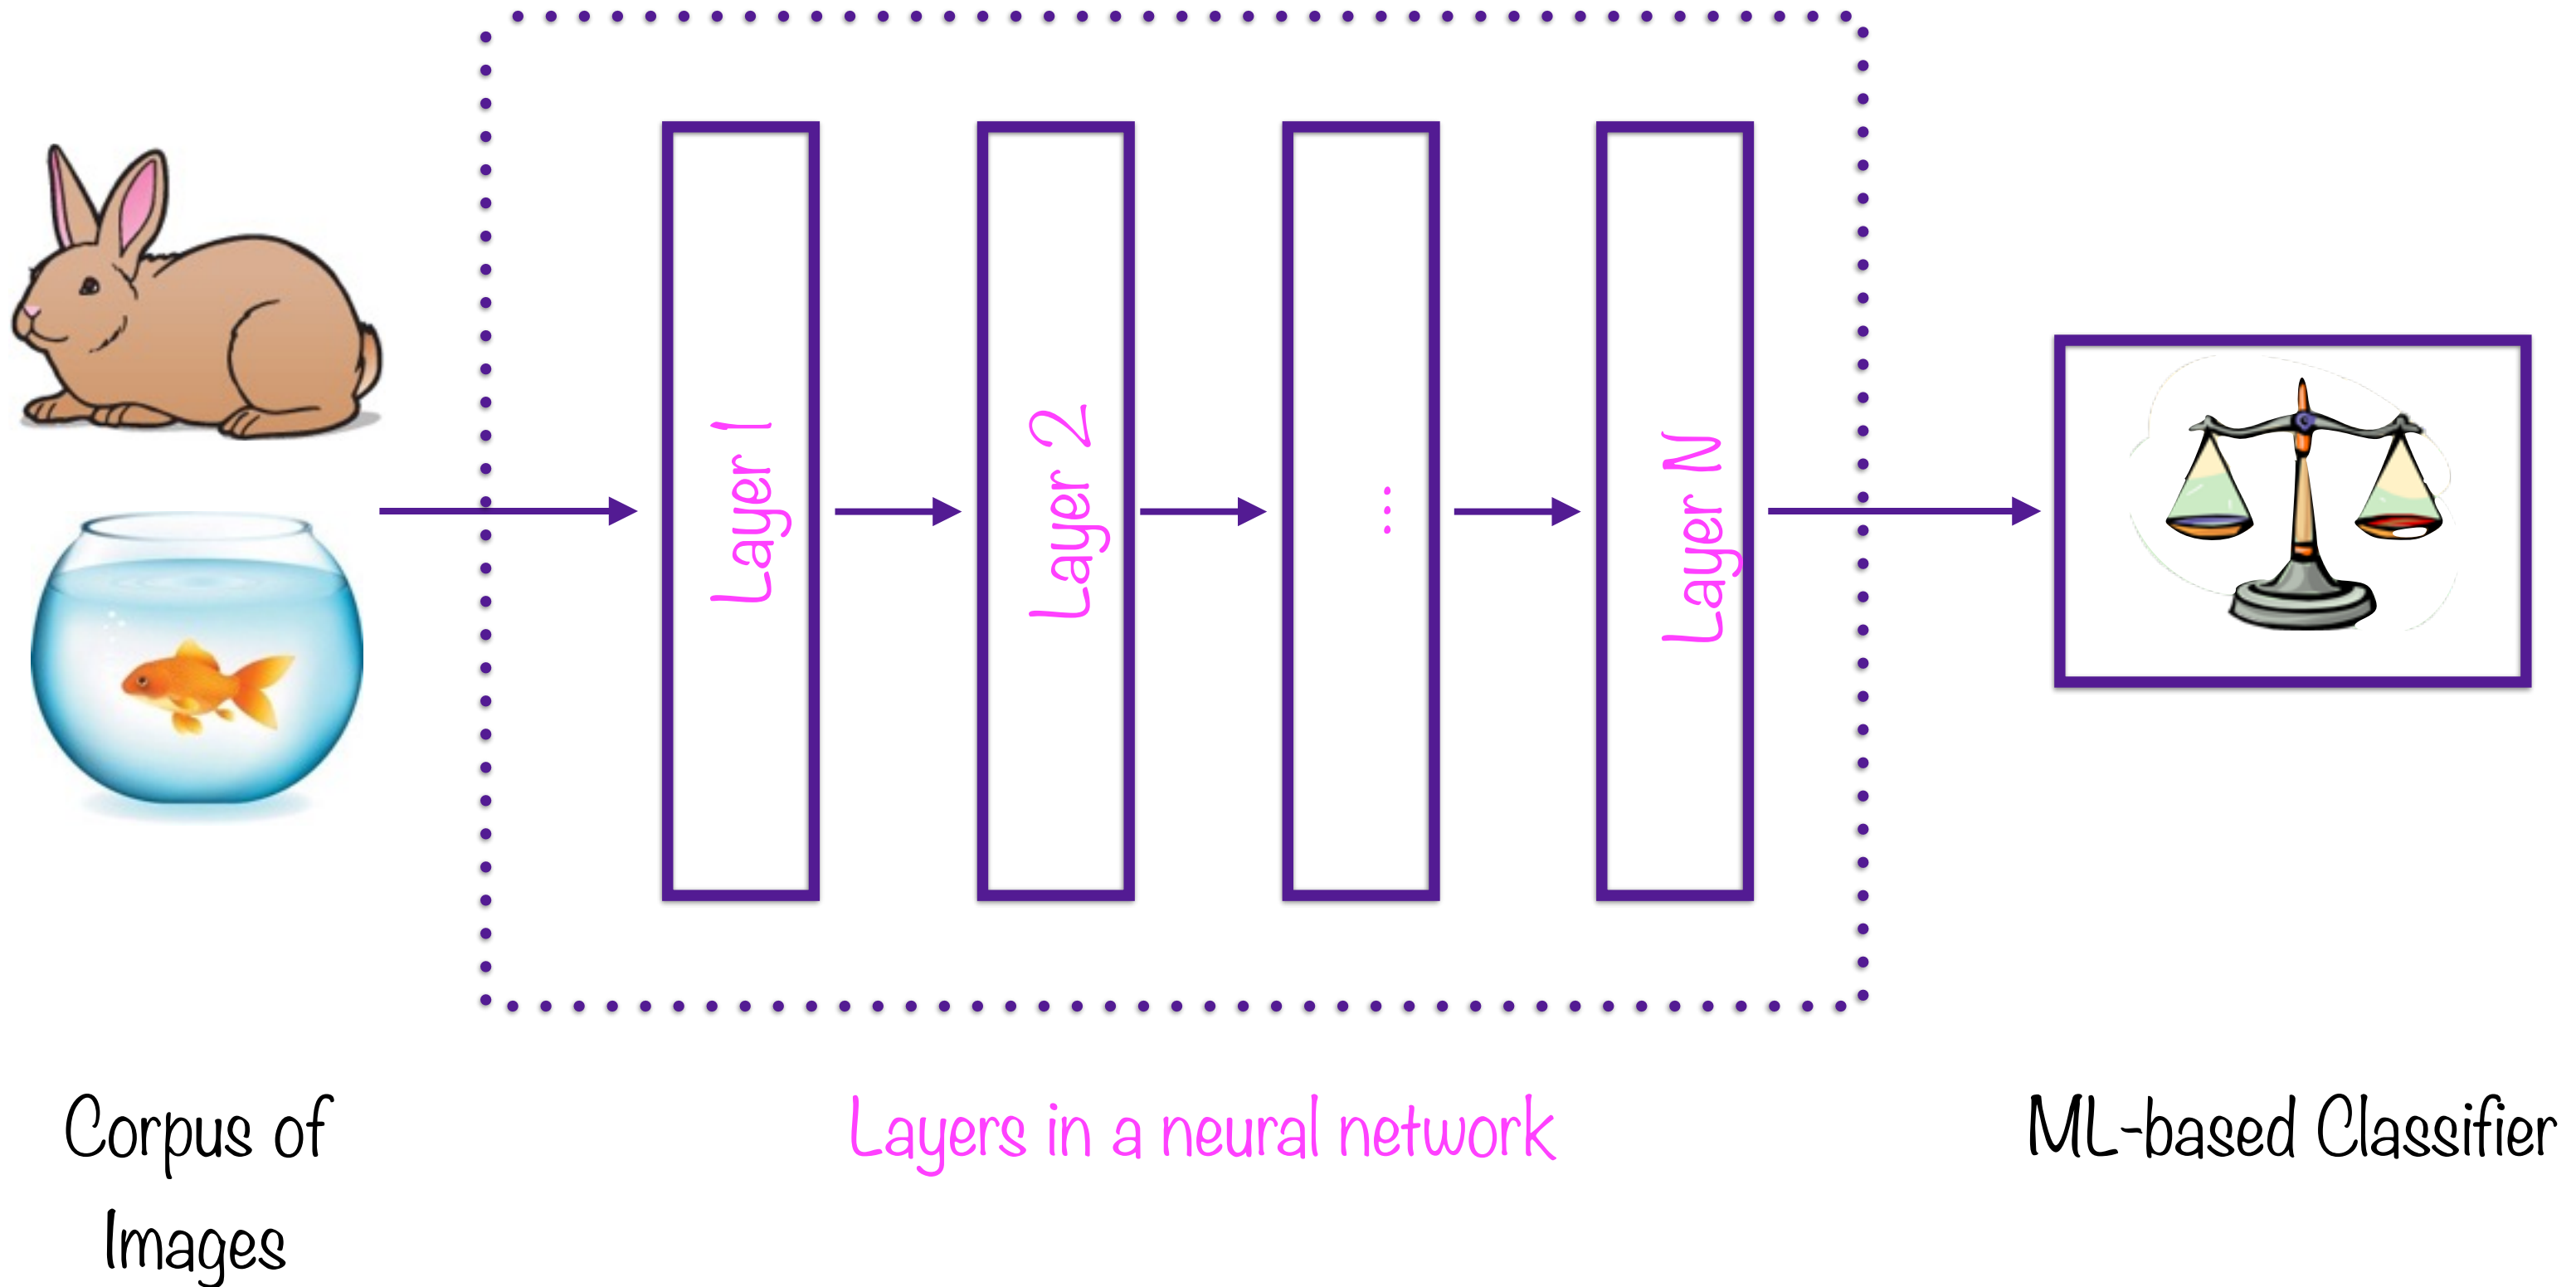 Layer 1
Layer 2
...
Layer N
Corpus of
Images
Layers in a neural network
ML-based Classifier